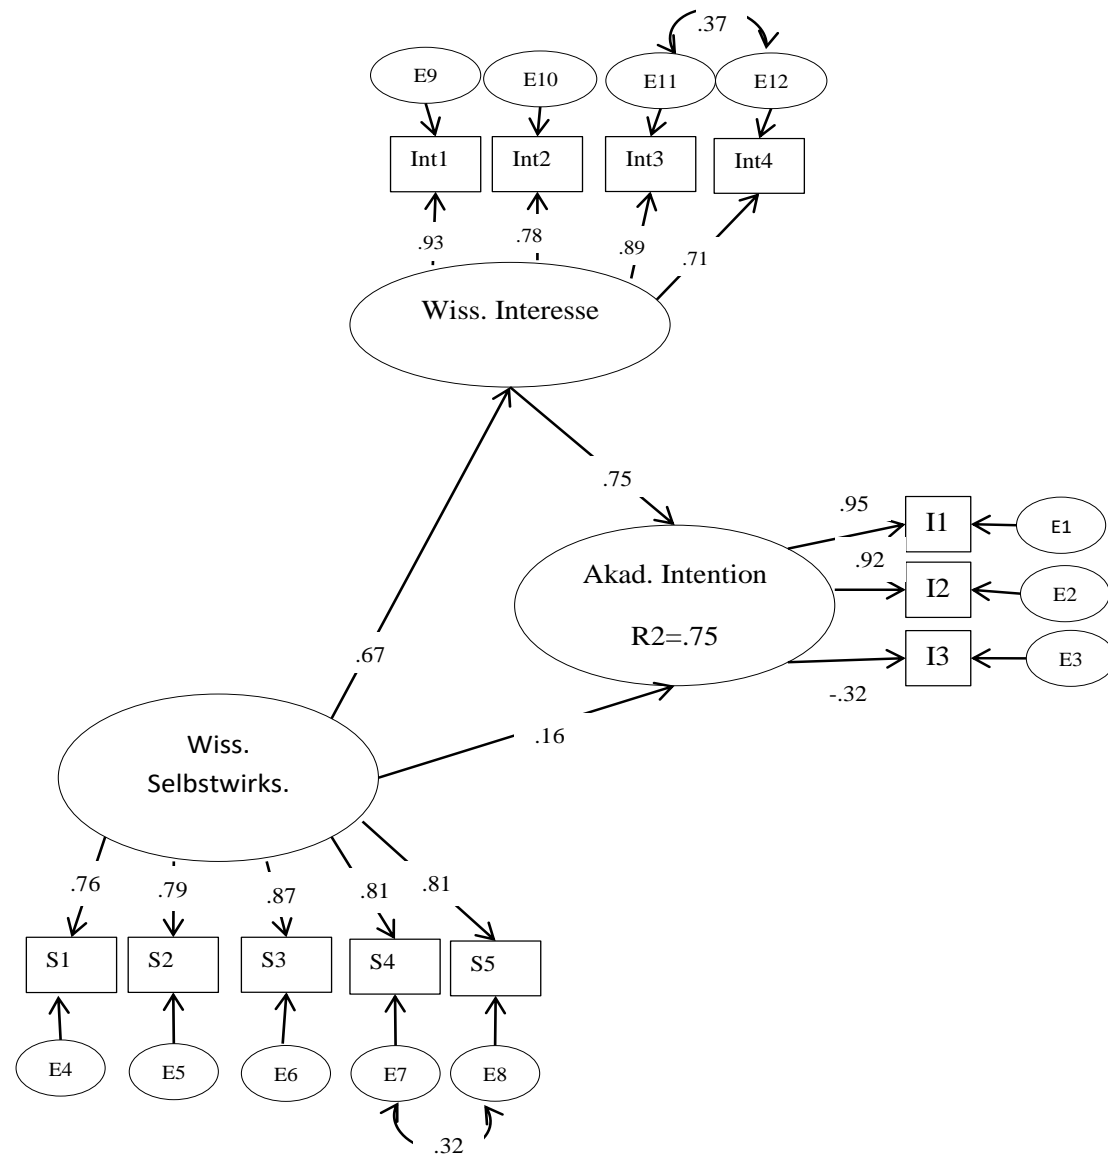 .37
E9
E10
E11
E12
Int1
Int2
Int3
Int4
.93
.78
.89
.71
Wiss. Interesse
.75
.95
I1
E1
Akad. Intention
.92
I2
E2
R2=.75
I3
E3
-.32
.67
.16
Wiss.
Selbstwirks.
.76
.79
.87
.81
.81
S1
S2
S3
S4
S5
E4
E5
E6
E7
E8
.32